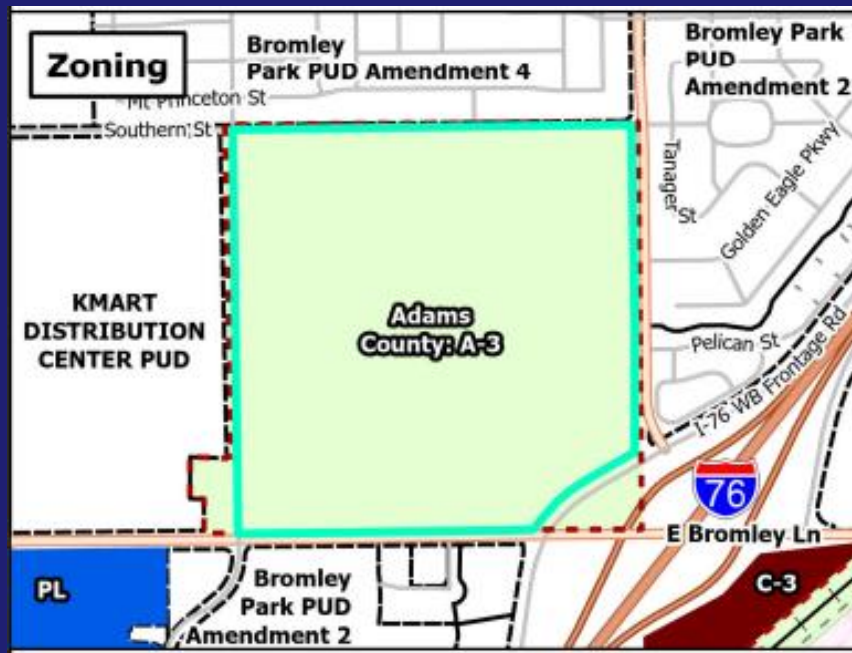 Zoning
Bromley
Park PUD Amendment 4
Bromley Park
PUD
Amendment 2
Mt Princeton St
Southern St
Tanager St
Golden Eagle Pkwy
KMART
DISTRIBUTION
CENTER PUD
Adams
County: A-3
Pelican St
I-76 WB Frontage Rd
76
E Bromley Ln
PL
Bromley
Park PUD
Amendment 2
C-3